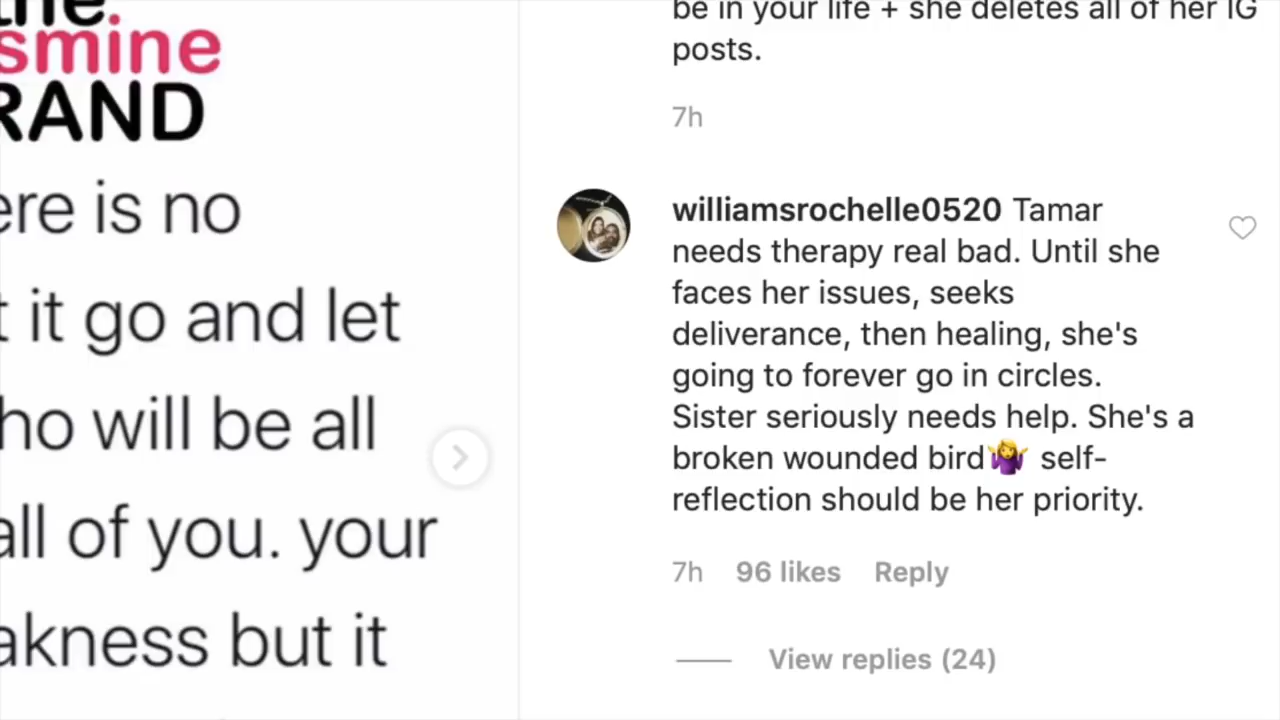 the.
smine
RAND
ere is no
t it go and let
ho will be all
all of you. your
akness but it
be in your life + she deletes all of her IG
posts.
7h
williamsrochelle0520 Tamar
needs therapy real bad. Until she
faces her issues, seeks
deliverance, then healing, she's
going to forever go in circles.
Sister seriously needs help. She's a
broken wounded bird🤷‍♀️ self-
reflection should be her priority.
7h 96 likes Reply
View replies (24)